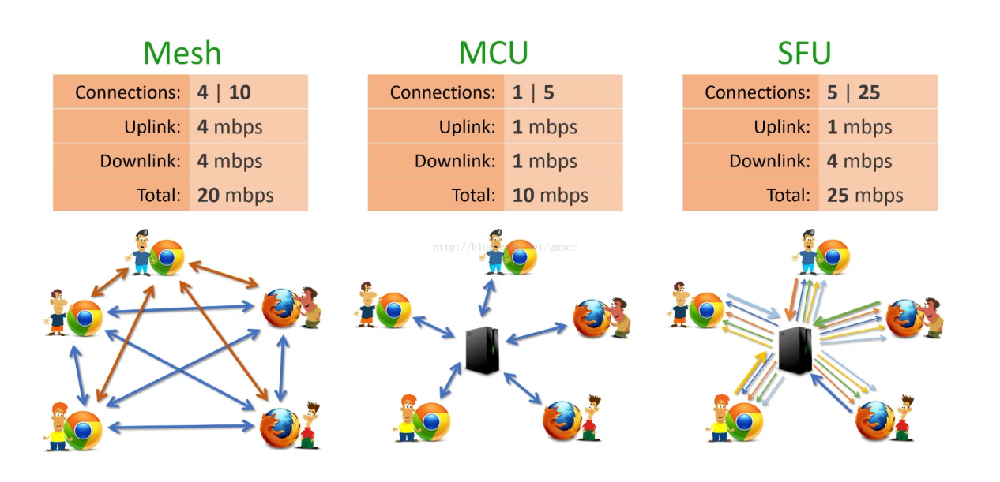 Mesh
Connections: 4 | 10
Uplink: 4 mbps
Downlink: 4 mbps
Total: 20 mbps
MCU
Connections: 1 | 5
Uplink: 1 mbps
Downlink: 1 mbps
Total: 10 mbps
SFU
Connections: 5 | 25
Uplink: 1 mbps
Downlink: 4 mbps
Total: 25 mbps